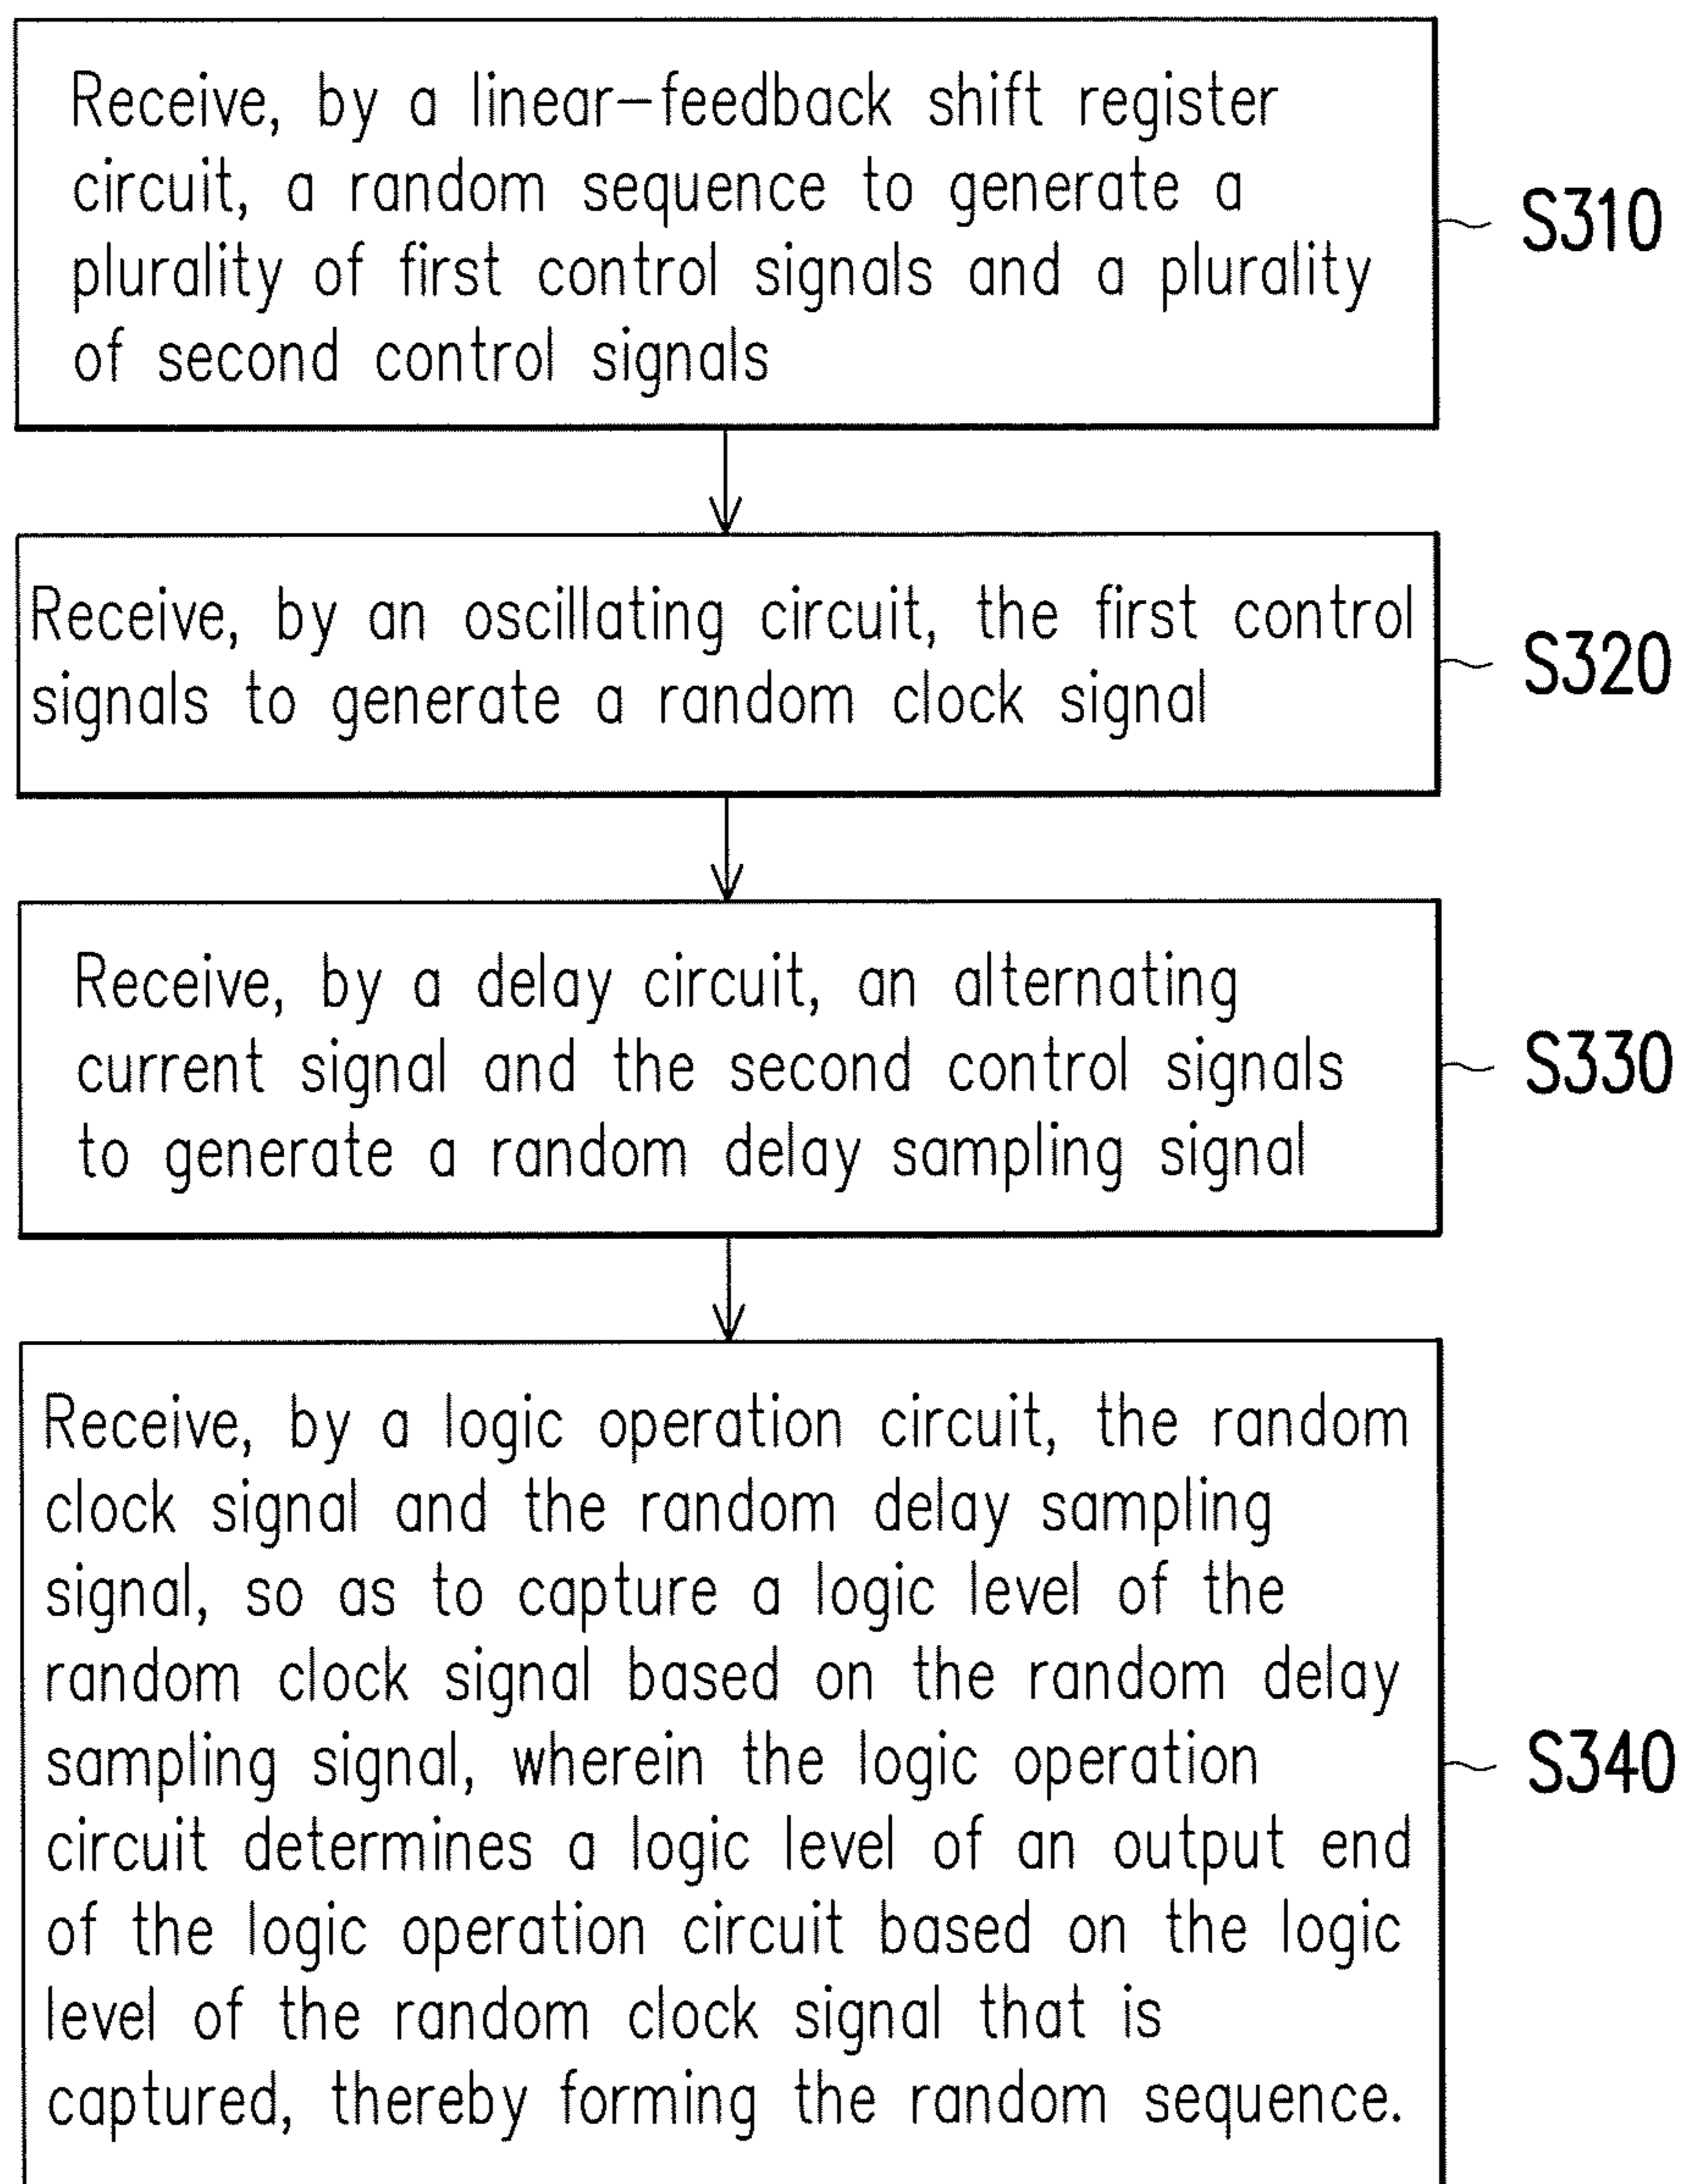 Receive, by a linear-feedback shift register
circuit, a random sequence to generate a
plurality of first control signals and a plurality
of second control signals
S310
Receive, by an oscillating circuit, the first control
signals to generate a random clock signal
S320
Receive, by a delay circuit, an alternating
current signal and the second control signals
to generate a random delay sampling signal
S330
Receive, by a logic operation circuit, the random
clock signal and the random delay sampling
signal, so as to capture a logic level of the
random clock signal based on the random delay
sampling signal, wherein the logic operation
circuit determines a logic level of an output end
of the logic operation circuit based on the logic
level of the random clock signal that is
captured, thereby forming the random sequence.
S340